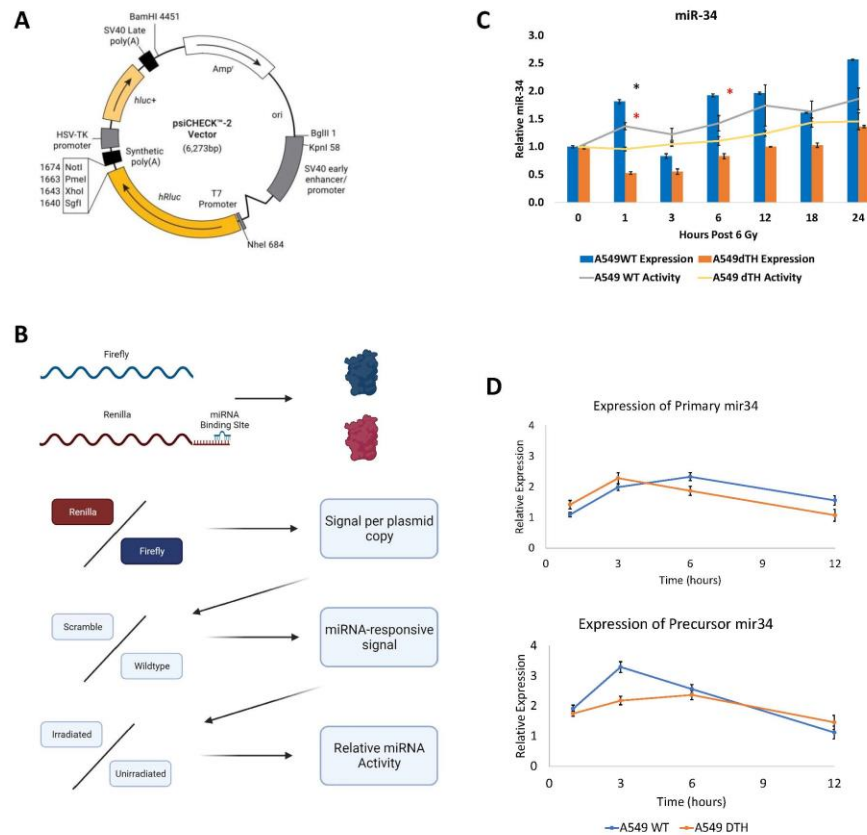 A
BamHI 4451
SV40 Late
poly(A)
Ampʳ
hluc+
psiCHECK™-2
Vector
(6,273bp)
ori
HSV-TK
promoter
Synthetic
poly(A)
BglII 1
KpnI 58
SV40 early
enhancer/
promoter
1674 NotI
1663 PmeI
1643 XhoI
1640 SgfI
T7
Promoter
hRluc
NheI 684
B
Firefly
Renilla
miRNA
Binding SIte
Renilla
Firefly
Signal per plasmid
copy
Scramble
Wildtype
miRNA-responsive
signal
Irradiated
Unirradiated
Relative miRNA
Activity
C
miR-34
Relative miR-34
3.0
2.5
2.0
1.5
1.0
0.5
0.0
* * *
0 1 3 6 12 18 24
Hours Post 6 Gy
A549WT Expression A549dTH Expression
A549 WT Activity A549 dTH Activity
D
Expression of Primary mir34
Relative Expression
4
3
2
1
0
0 3 6 9 12
Time (hours)
Expression of Precursor mir34
Relative Expression
4
3
2
1
0
0 3 6 9 12
Time (hours)
A549 WT A549 DTH